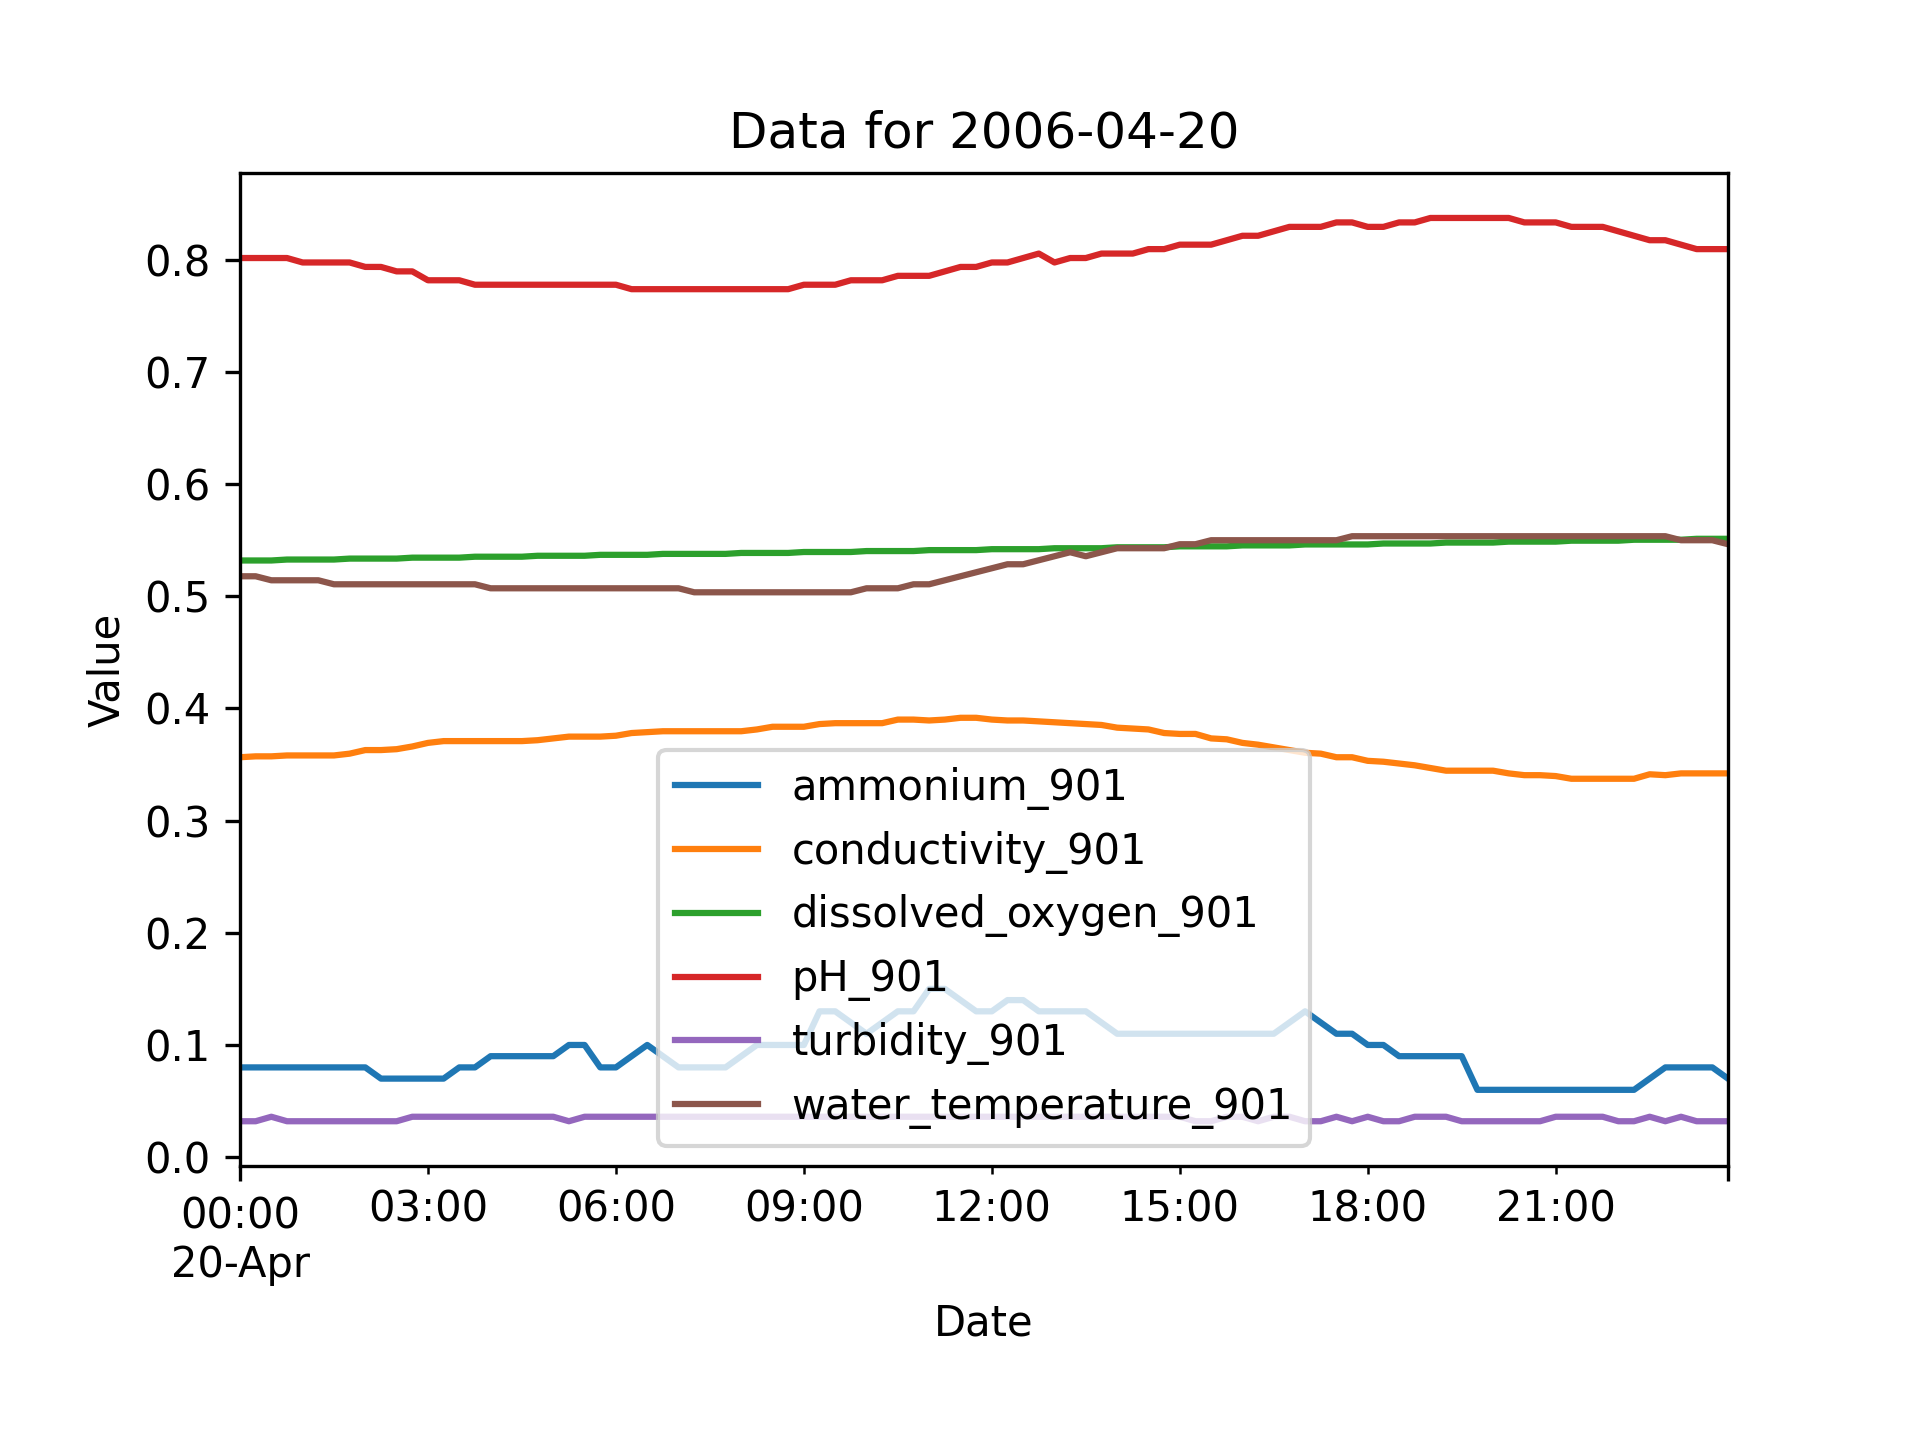 Data for 2006-04-20
Value
0.8
0.7
0.6
0.5
0.4
0.3
0.2
0.1
0.0
ammonium_901
conductivity_901
dissolved_oxygen_901
pH_901
turbidity_901
water_temperature_901
00:00 03:00 06:00 09:00 12:00 15:00 18:00 21:00
20-Apr
Date